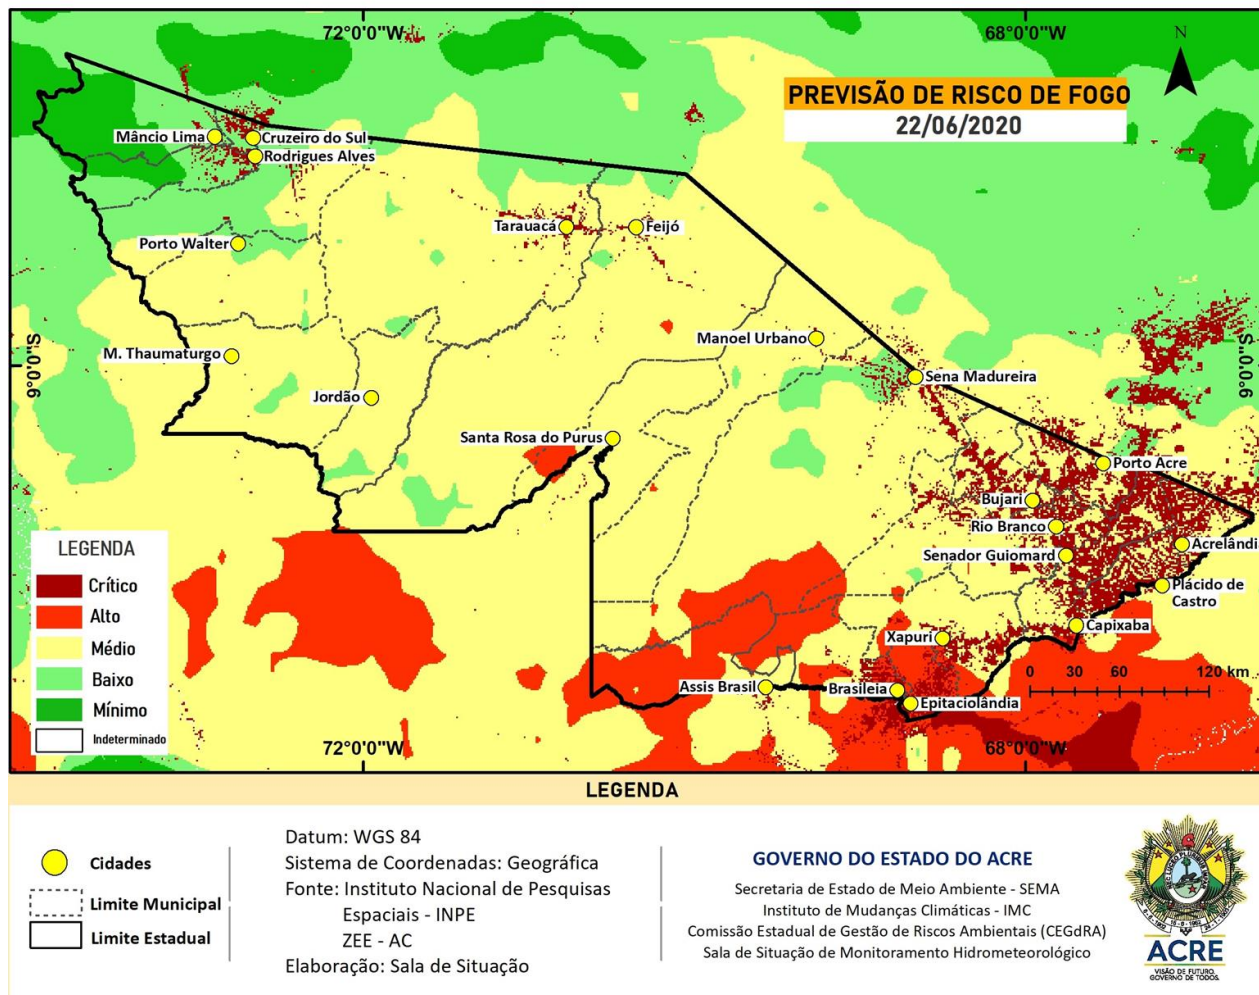 72°0'0"W
68°0'0"W
N
PREVISÃO DE RISCO DE FOGO
22/06/2020
Mâncio Lima
Cruzeiro do Sul
Rodrigues Alves
Tarauacá
Feijó
Porto Walter
Manoel Urbano
M. Thaumaturgo
9°0'0"S
9°0'0"S
Sena Madureira
Jordão
Santa Rosa do Purus
Porto Acre
Bujari
Rio Branco
Acrelândi
Senador Guiomard
Plácido de
Castro
Capixaba
Xapuri
Assis Brasil
Brasileia
Epitaciolândia
0 30 60 120 km
72°0'0"W
68°0'0"W
LEGENDA
Crítico
Alto
Médio
Baixo
Mínimo
Indeterminado
LEGENDA
Cidades
Limite Municipal
Limite Estadual
Datum: WGS 84
Sistema de Coordenadas: Geográfica
Fonte: Instituto Nacional de Pesquisas
Espaciais - INPE
ZEE - AC
Elaboração: Sala de Situação
GOVERNO DO ESTADO DO ACRE
Secretaria de Estado de Meio Ambiente - SEMA
Instituto de Mudanças Climáticas - IMC
Comissão Estadual de Gestão de Riscos Ambientais (CEGdRA)
Sala de Situação de Monitoramento Hidrometeorológico
ACRE
VISÃO DE FUTURO.
GOVERNO DE TODOS.